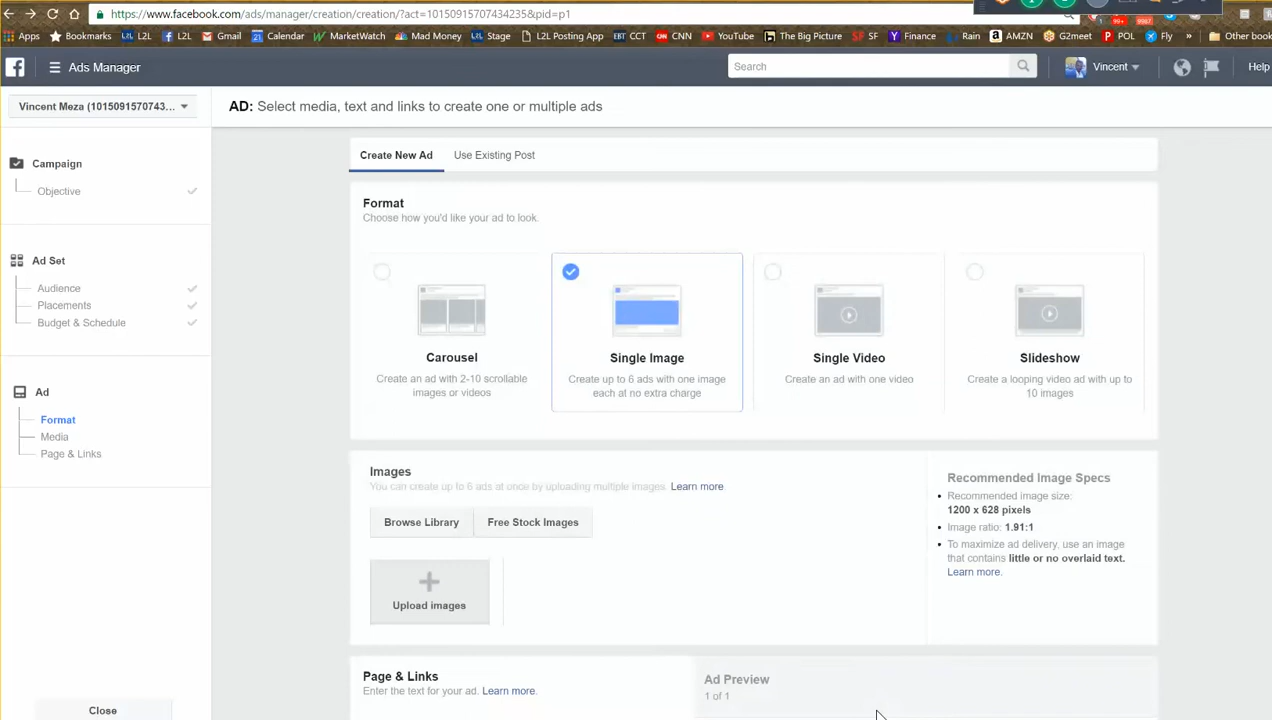 https://www.facebook.com/ads/manager/creation/creation/?act=1015091570743​4235&pid=p1
Apps Bookmarks L2L L2L Gmail Calendar MarketWatch Mad Money Stage L2L Posting App CCT CNN YouTube The Big Picture SF Finance Rain AMZN G2meet POL Fly » Other book
Ads Manager
Search
Vincent
Help
Vincent Meza (10150915707​43...
AD: Select media, text and links to create one or multiple ads
Campaign
Objective
Ad Set
Audience
Placements
Budget & Schedule
Ad
Format
Media
Page & Links
Close
Create New Ad Use Existing Post
Format
Choose how you'd like your ad to look.
Carousel
Create an ad with 2-10 scrollable
images or videos
Single Image
Create up to 6 ads with one image
each at no extra charge
Single Video
Create an ad with one video
Slideshow
Create a looping video ad with up to
10 images
Images
You can create up to 6 ads at once by uploading multiple images. Learn more.
Browse Library Free Stock Images
+
Upload images
Recommended Image Specs
• Recommended image size:
1200 x 628 pixels
• Image ratio: 1.91:1
• To maximize ad delivery, use an image
that contains little or no overlaid text.
Learn more.
Page & Links
Enter the text for your ad. Learn more.
Ad Preview
1 of 1